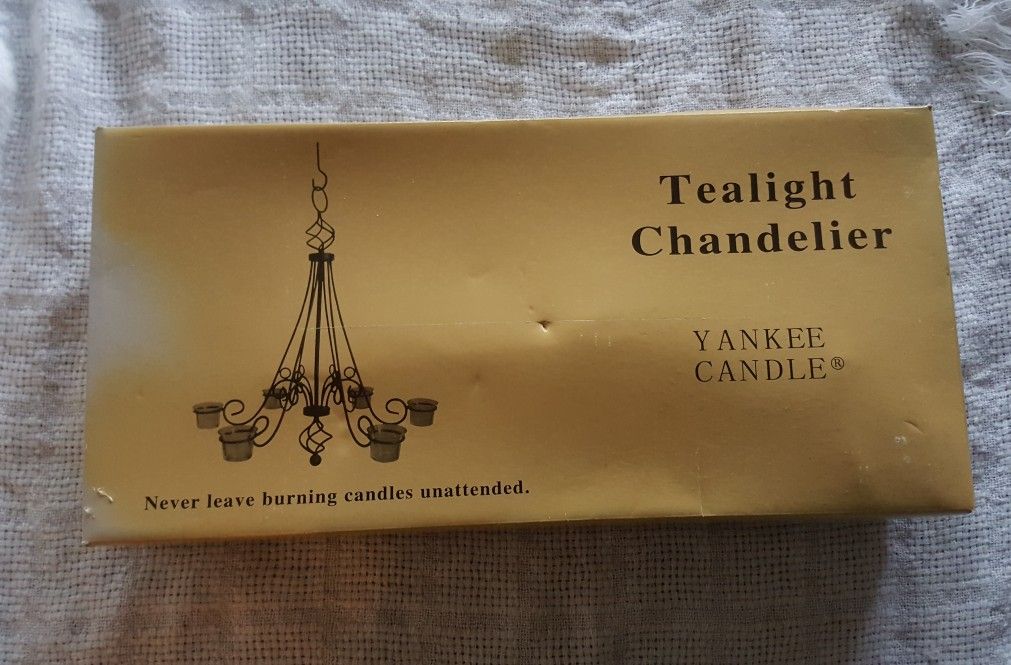 Tealight
Chandelier
YANKEE
CANDLE®
Never leave burning candles unattended.